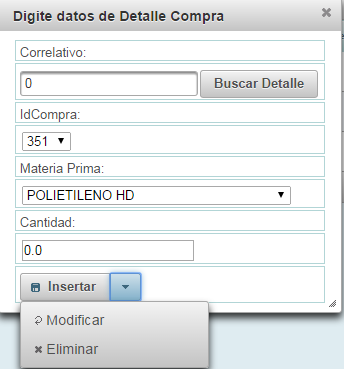 Digite datos de Detalle Compra
Correlativo:
0 Buscar Detalle
IdCompra:
351
Materia Prima:
POLIETILENO HD
Cantidad:
0.0
Insertar
Modificar
Eliminar